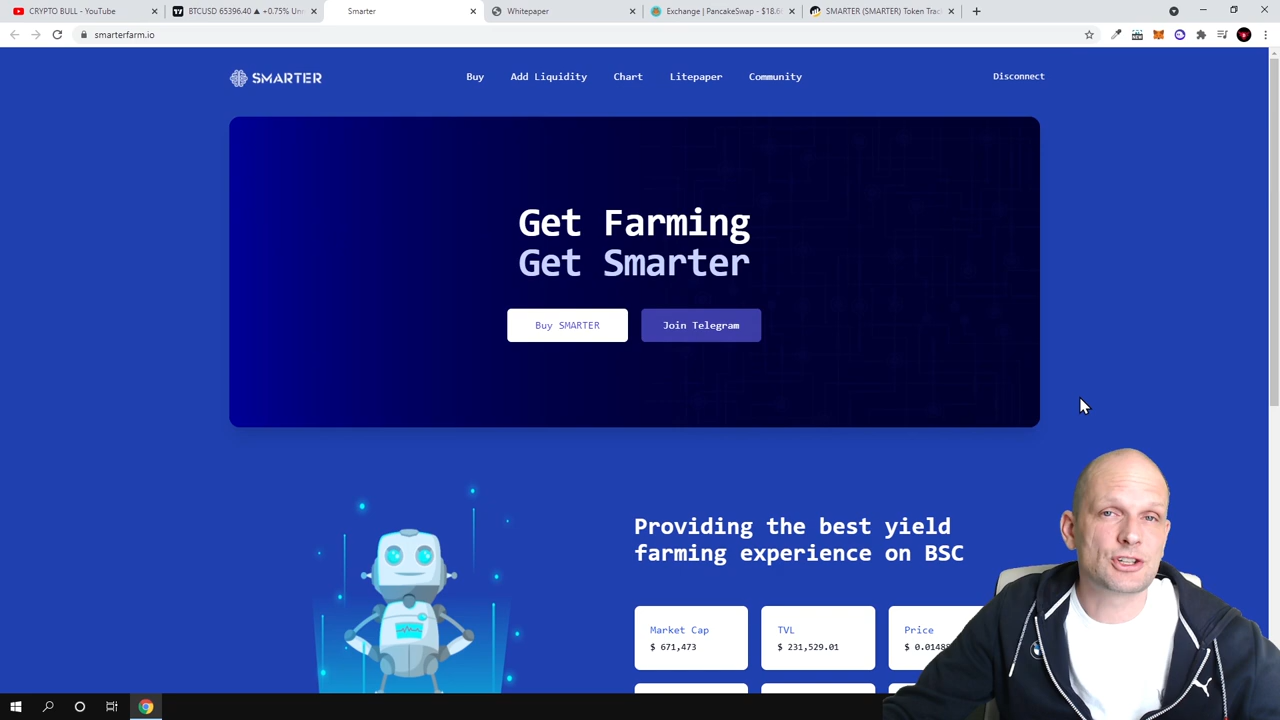 CRYPTO BULL - YouTube
BTCUSD 65396.40 ▲ +0.75% Un
Smarter
Whitepaper
Exchange | PancakeSwap - $18.6
SMARTER (SMARTER) Token Trac
smarterfarm.io
SMARTER
Buy
Add Liquidity
Chart
Litepaper
Community
Disconnect
Get Farming
Get Smarter
Buy SMARTER
Join Telegram
Providing the best yield
farming experience on BSC
Market Cap
TVL
Price
$ 671,473
$ 231,529.01
$ 0.0148